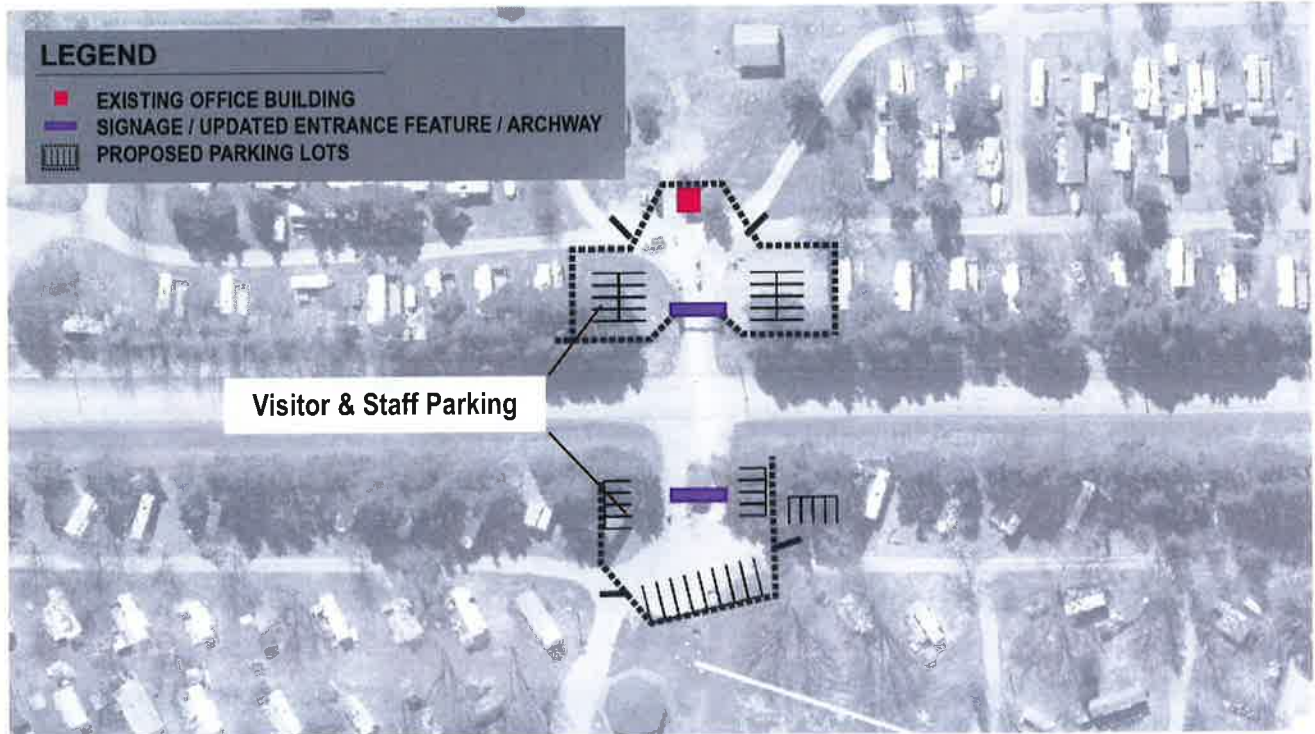 LEGEND
EXISTING OFFICE BUILDING
SIGNAGE / UPDATED ENTRANCE FEATURE / ARCHWAY
PROPOSED PARKING LOTS
Visitor & Staff Parking